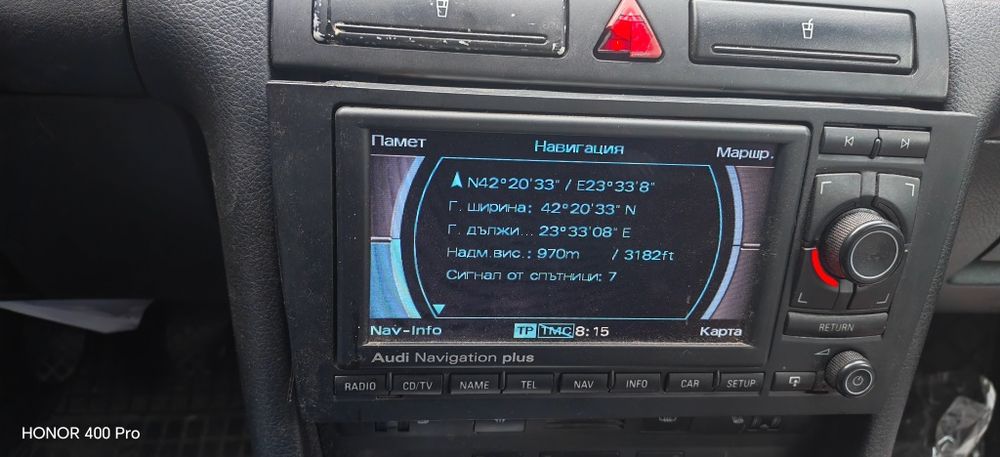 Памет
Навигация
Маршр.
N42°20'33" / E23°33'8"
Г. ширина: 42°20'33" N
Г. дължи... 23°33'08" E
Надм.вис.: 970m / 3182ft
Сигнал от спътници: 7
Nav-Info
TP TMC 8:15
Карта
Audi Navigation plus
RETURN
RADIO CD/TV NAME TEL NAV INFO CAR SETUP
HONOR 400 Pro